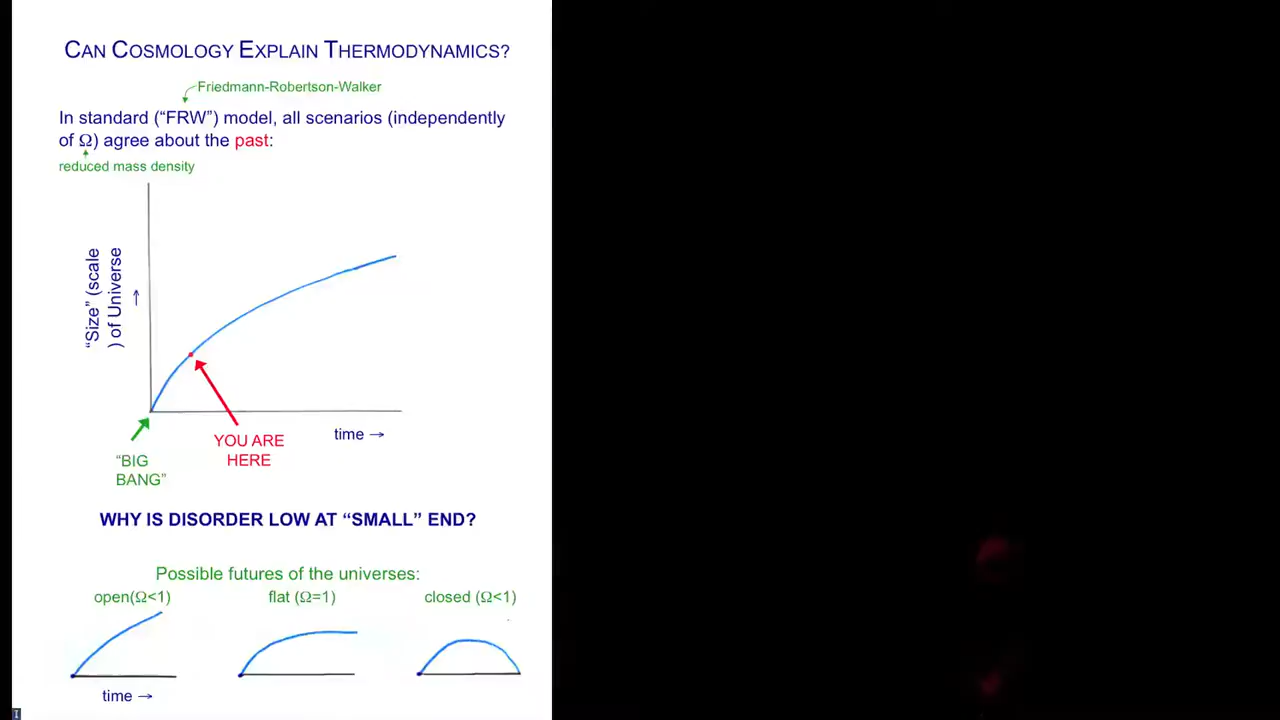 CAN COSMOLOGY EXPLAIN THERMODYNAMICS?
Friedmann-Robertson-Walker
In standard (“FRW”) model, all scenarios (independently
of Ω) agree about the past:
reduced mass density
“Size” (scale
) of Universe →
time →
YOU ARE
HERE
“BIG
BANG”
WHY IS DISORDER LOW AT “SMALL” END?
Possible futures of the universes:
open(Ω<1)
flat (Ω=1)
closed (Ω<1)
time →